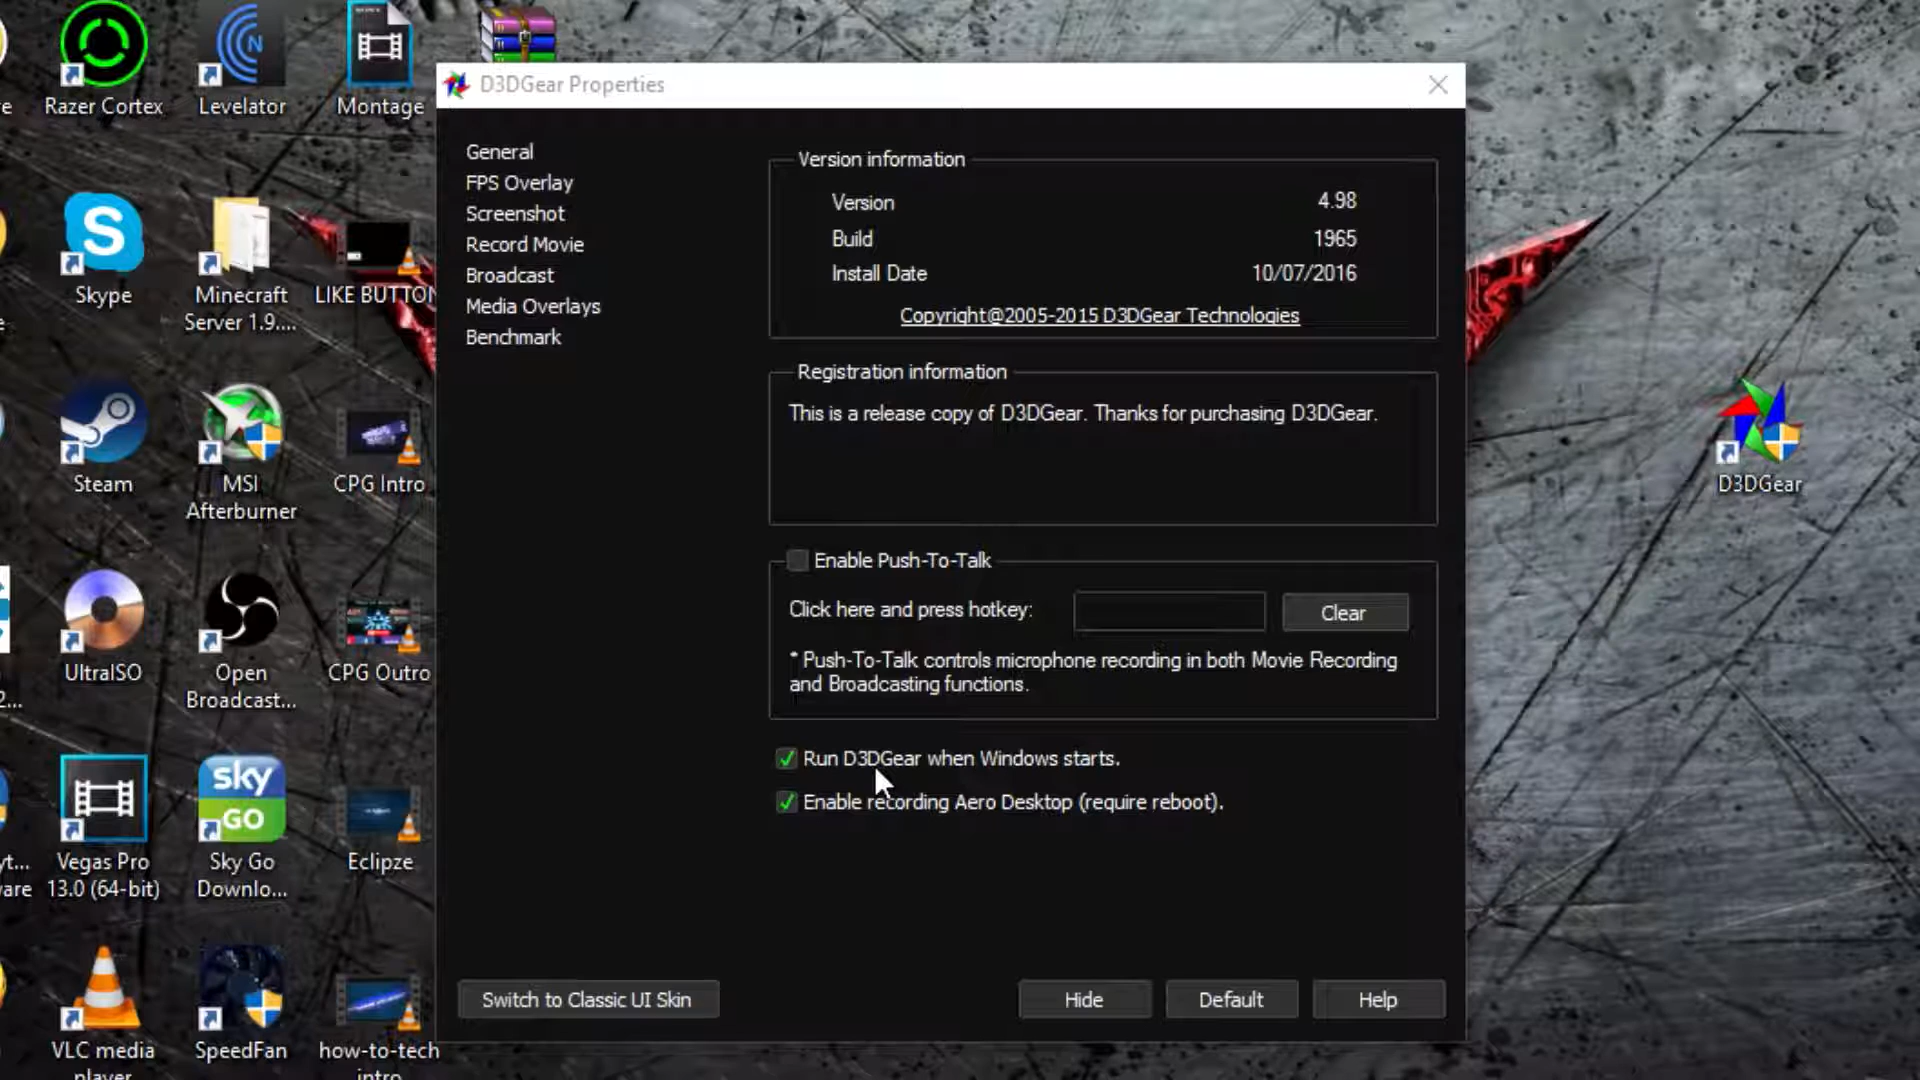 e
Razer Cortex
Levelator
Montage
D3DGear Properties
General
FPS Overlay
Screenshot
Record Movie
Broadcast
Media Overlays
Benchmark
Version information
Version 4.98
Build 1965
Install Date 10/07/2016
Copyright@2005-2015 D3DGear Technologies
Registration information
This is a release copy of D3DGear. Thanks for purchasing D3DGear.
Enable Push-To-Talk
Click here and press hotkey:
Clear
* Push-To-Talk controls microphone recording in both Movie Recording
and Broadcasting functions.
Run D3DGear when Windows starts.
Enable recording Aero Desktop (require reboot).
Switch to Classic UI Skin
Hide
Default
Help
e
Skype
Minecraft
Server 1.9....
LIKE BUTTON
Steam
MSI
Afterburner
CPG Intro
D3DGear
2...
UltraISO
Open
Broadcast...
CPG Outro
yt...
are
Vegas Pro
13.0 (64-bit)
sky
GO
Sky Go
Downlo...
Eclipze
VLC media
player
SpeedFan
how-to-tech
intro